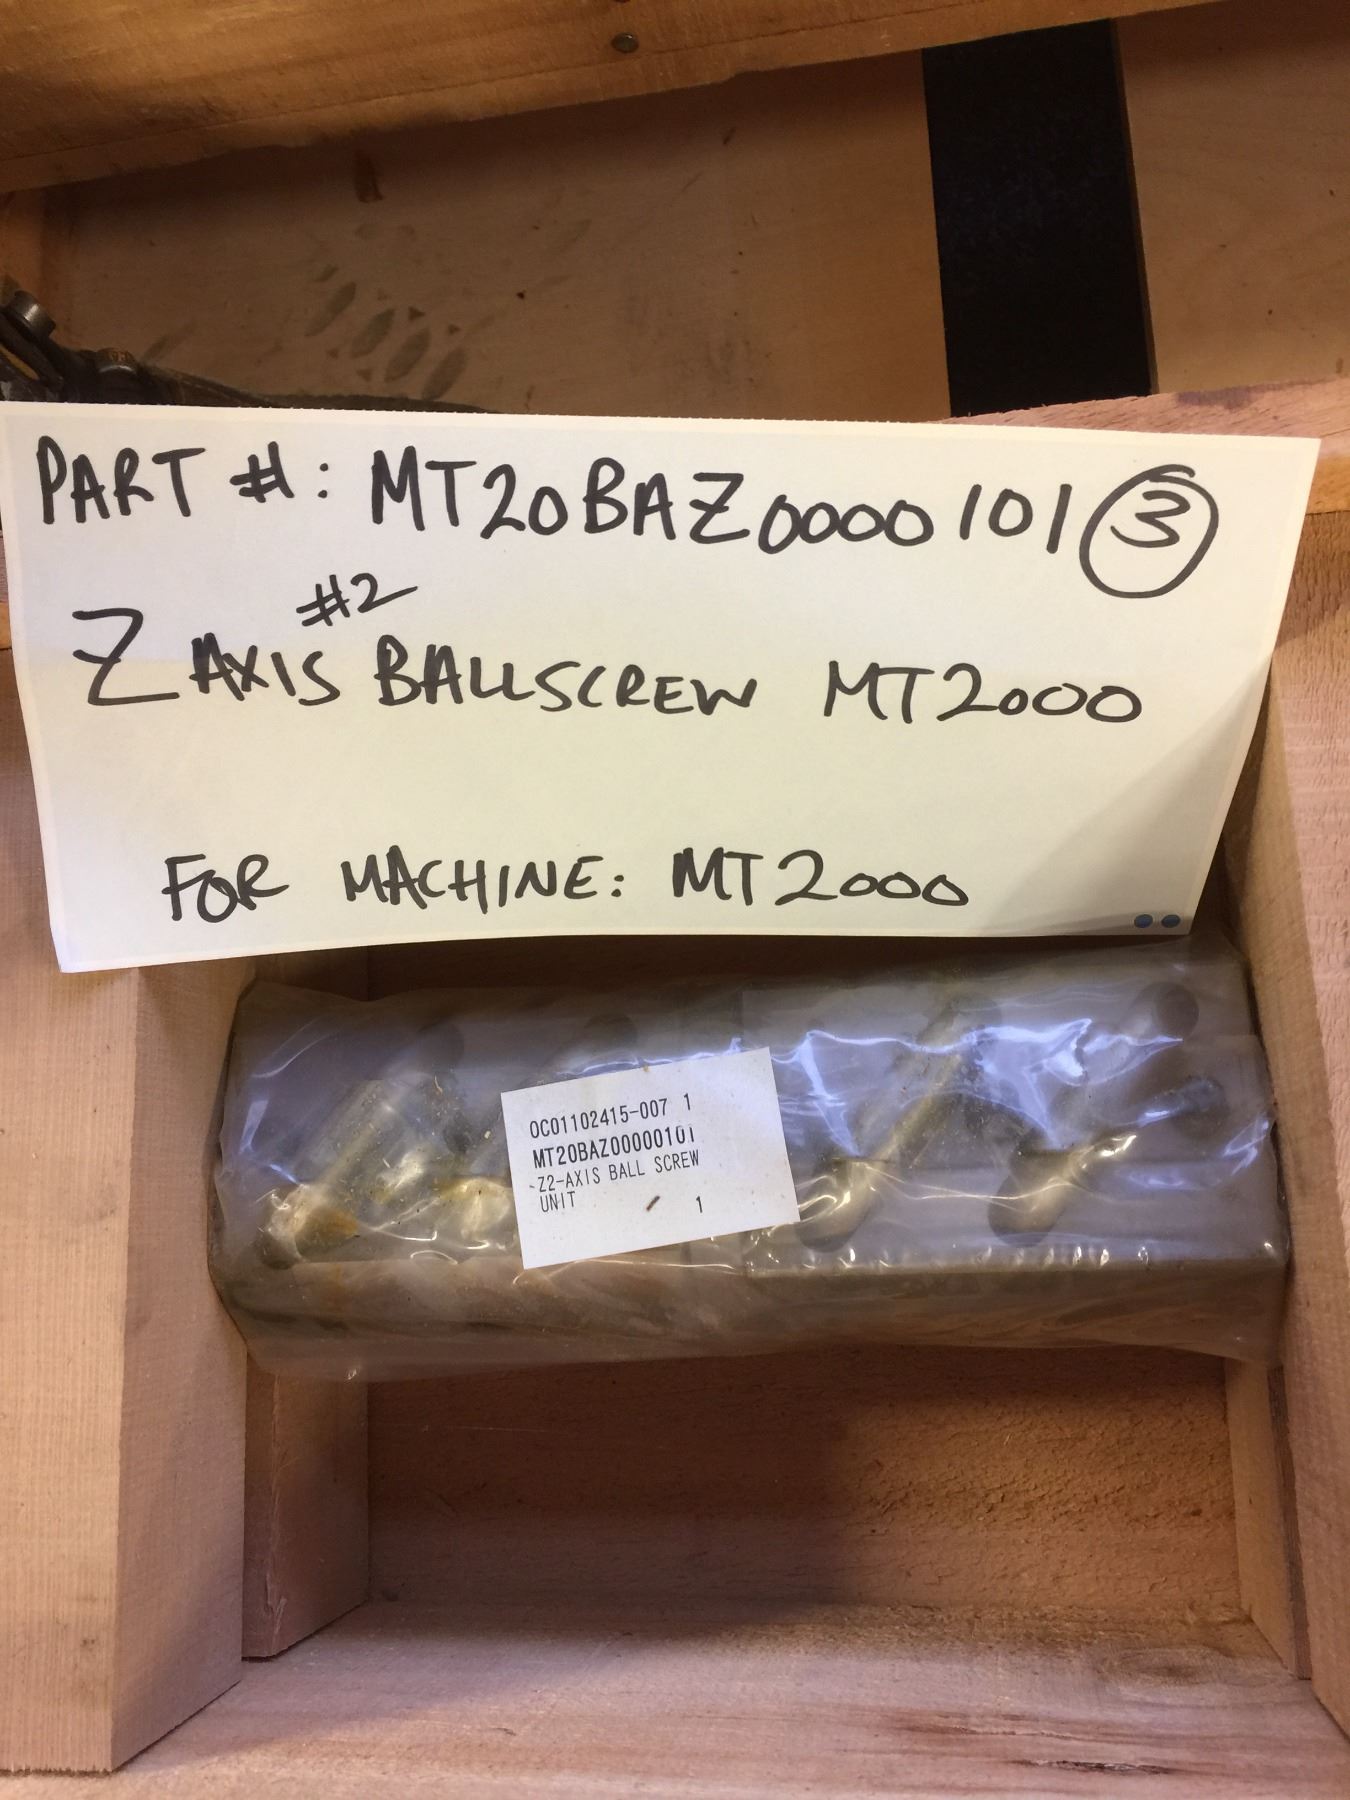 PART #: MT20BAZ0000101 3
#2
Z AXIS BALLSCREW MT2000
FOR MACHINE: MT2000
0C01102415-007 1
MT20BAZ00000101
-Z2-AXIS BALL SCREW
UNIT 1